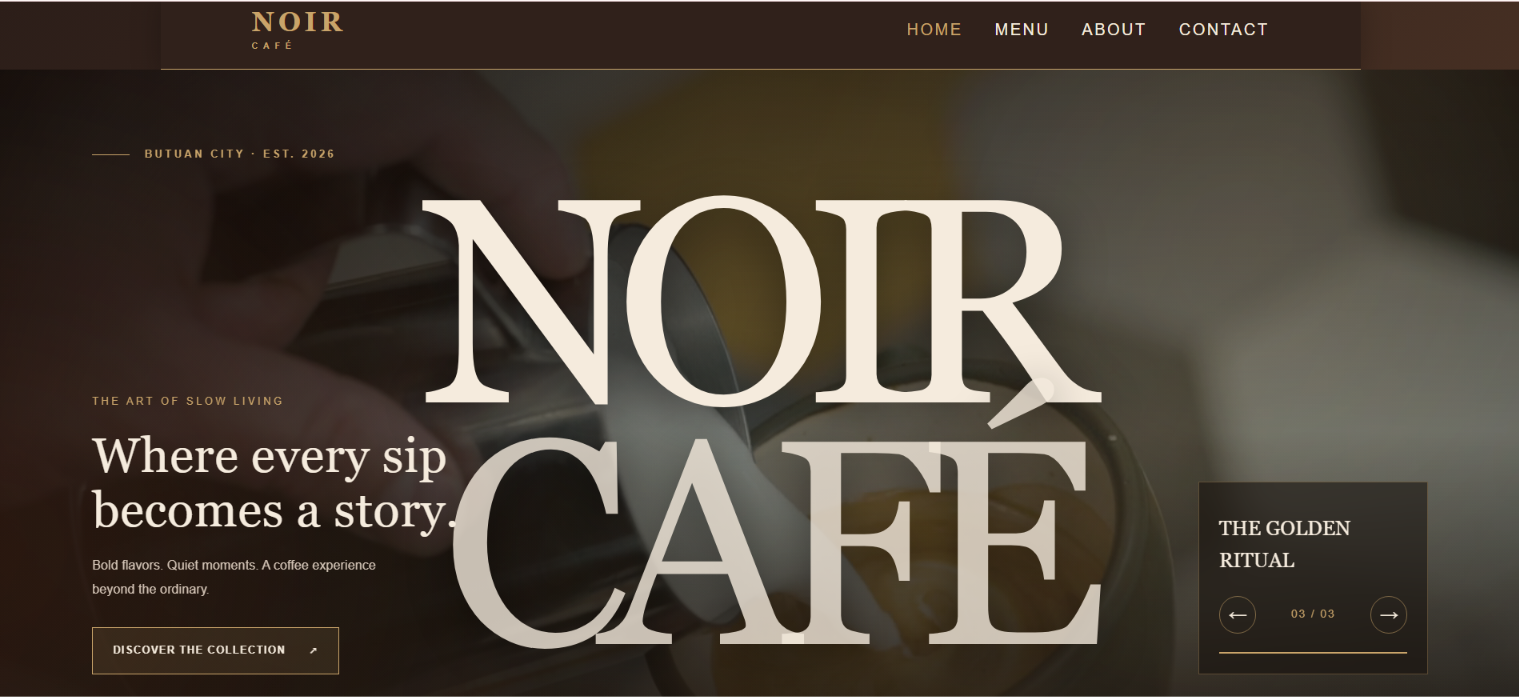 NOIR
CAFÉ
HOME MENU ABOUT CONTACT
BUTUAN CITY · EST. 2026
NOIR
CAFÉ
THE ART OF SLOW LIVING
Where every sip
becomes a story.
Bold flavors. Quiet moments. A coffee experience
beyond the ordinary.
DISCOVER THE COLLECTION ↗
THE GOLDEN
RITUAL
← 03 / 03 →